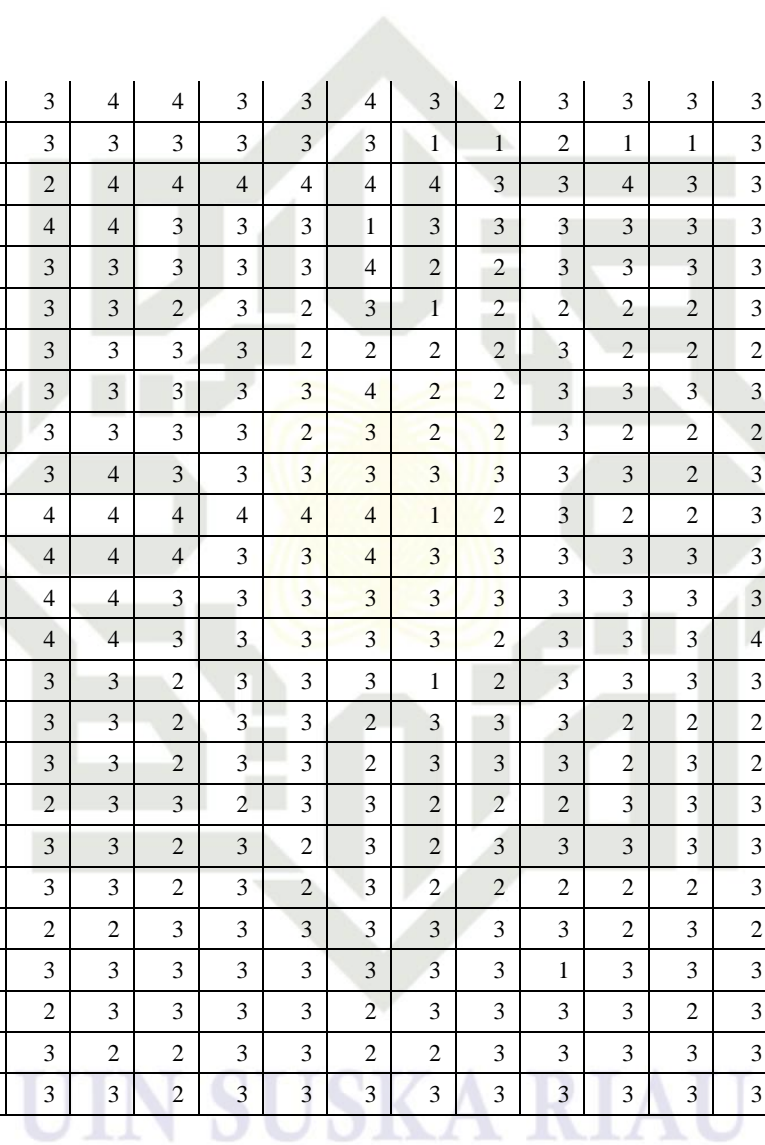 3 4 4 3 3 4 3 2 3 3 3 3
3 3 3 3 3 3 1 1 2 1 1 3
2 4 4 4 4 4 4 3 3 4 3 3
4 4 3 3 3 1 3 3 3 3 3 3
3 3 3 3 3 4 2 2 3 3 3 3
3 3 2 3 2 3 1 2 2 2 2 3
3 3 3 3 2 2 2 2 3 2 2 2
3 3 3 3 3 4 2 2 3 3 3 3
3 3 3 3 2 3 2 2 3 2 2 2
3 4 3 3 3 3 3 3 3 3 2 3
4 4 4 4 4 4 1 2 3 2 2 3
4 4 4 3 3 4 3 3 3 3 3 3
4 4 3 3 3 3 3 3 3 3 3 3
4 4 3 3 3 3 3 2 3 3 3 4
3 3 2 3 3 3 1 2 3 3 3 3
3 3 2 3 3 2 3 3 3 2 2 2
3 3 2 3 3 2 3 3 3 2 3 2
2 3 3 2 3 3 2 2 2 3 3 3
3 3 2 3 2 3 2 3 3 3 3 3
3 3 2 3 2 3 2 2 2 2 2 3
2 2 3 3 3 3 3 3 3 2 3 2
3 3 3 3 3 3 3 3 1 3 3 3
2 3 3 3 3 2 3 3 3 3 2 3
3 2 2 3 3 2 2 3 3 3 3 3
3 3 2 3 3 3 3 3 3 3 3 3
UIN SUSKA RIAU